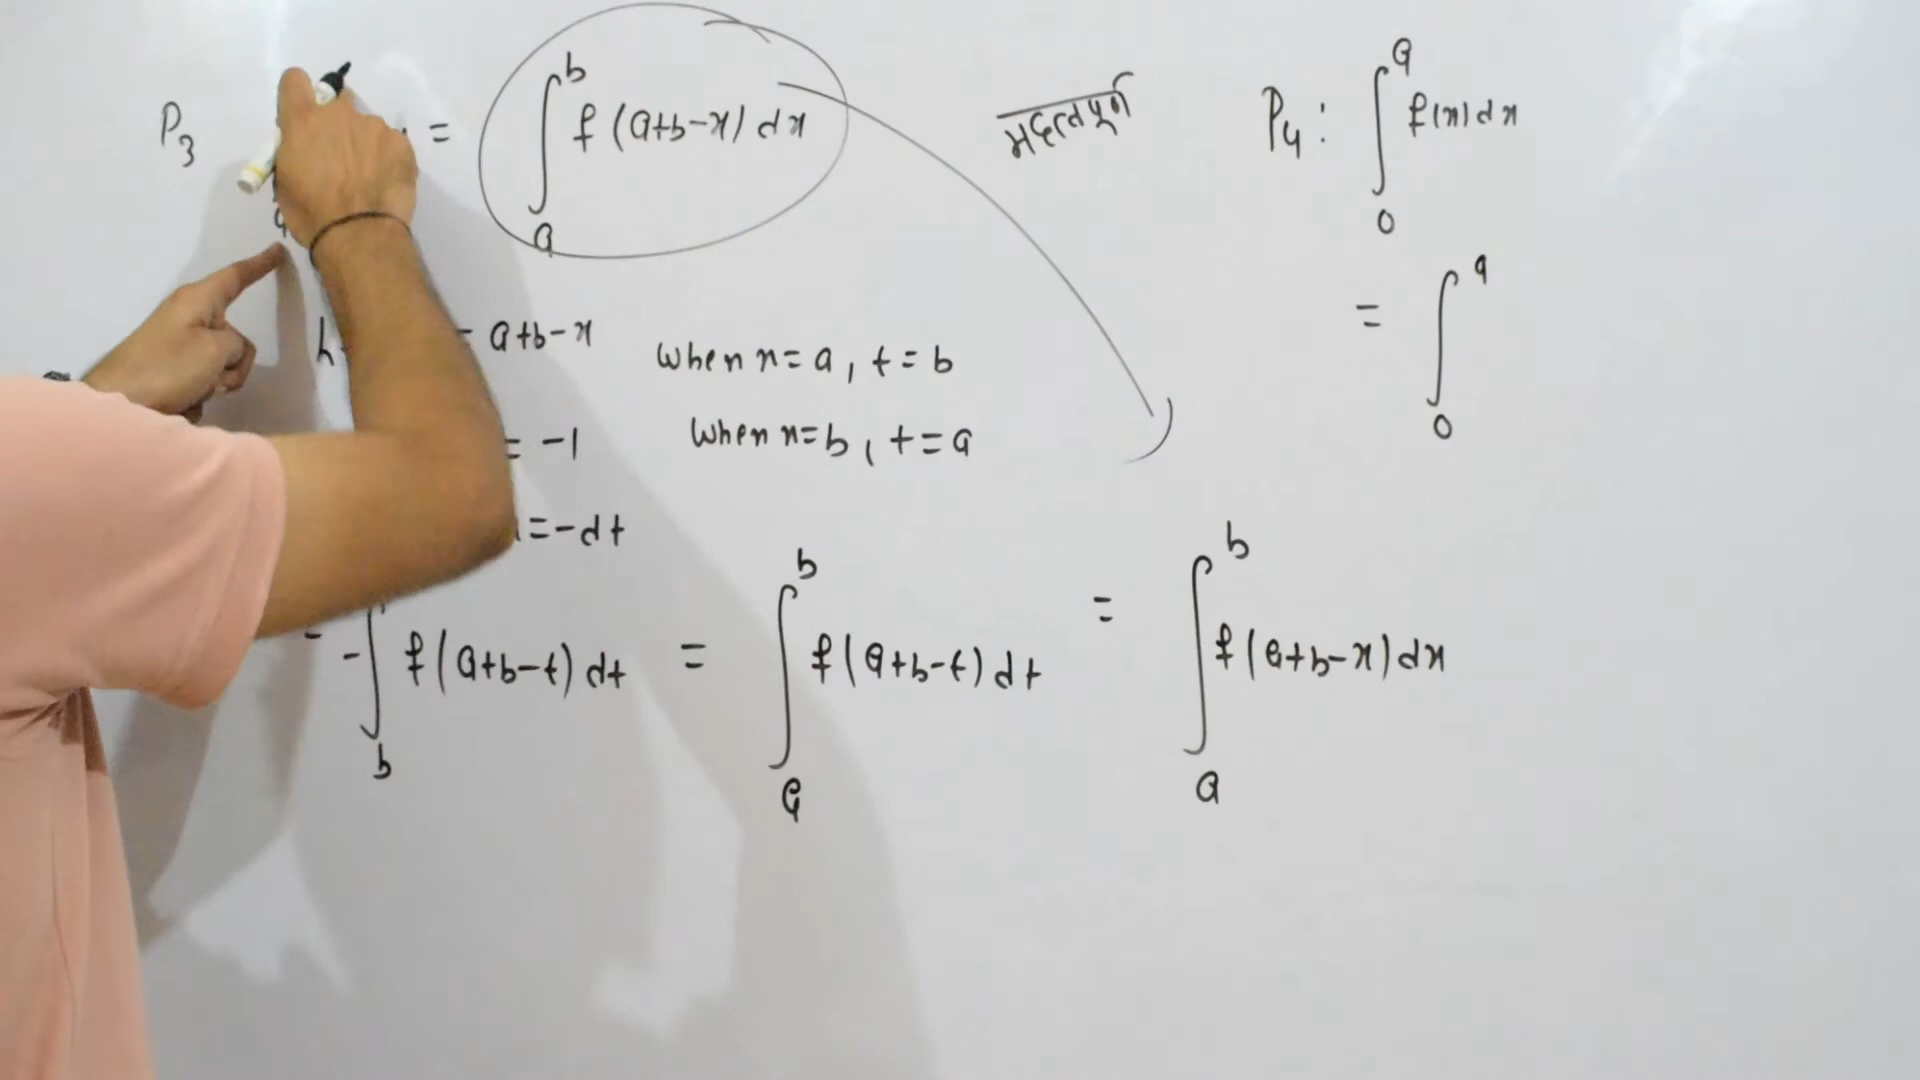 P₃ = ∫ₐᵇ f(a+b-x) dx
a+b-x
= -1
= -dt
when x=a, t=b
when x=b, t=a
= -∫_b f(a+b-t) dt = ∫ₐᵇ f(a+b-t) dt = ∫ₐᵇ f(a+b-x) dx
महत्वपूर्ण
P₄: ∫₀ᵃ f(x) dx
= ∫₀ᵃ